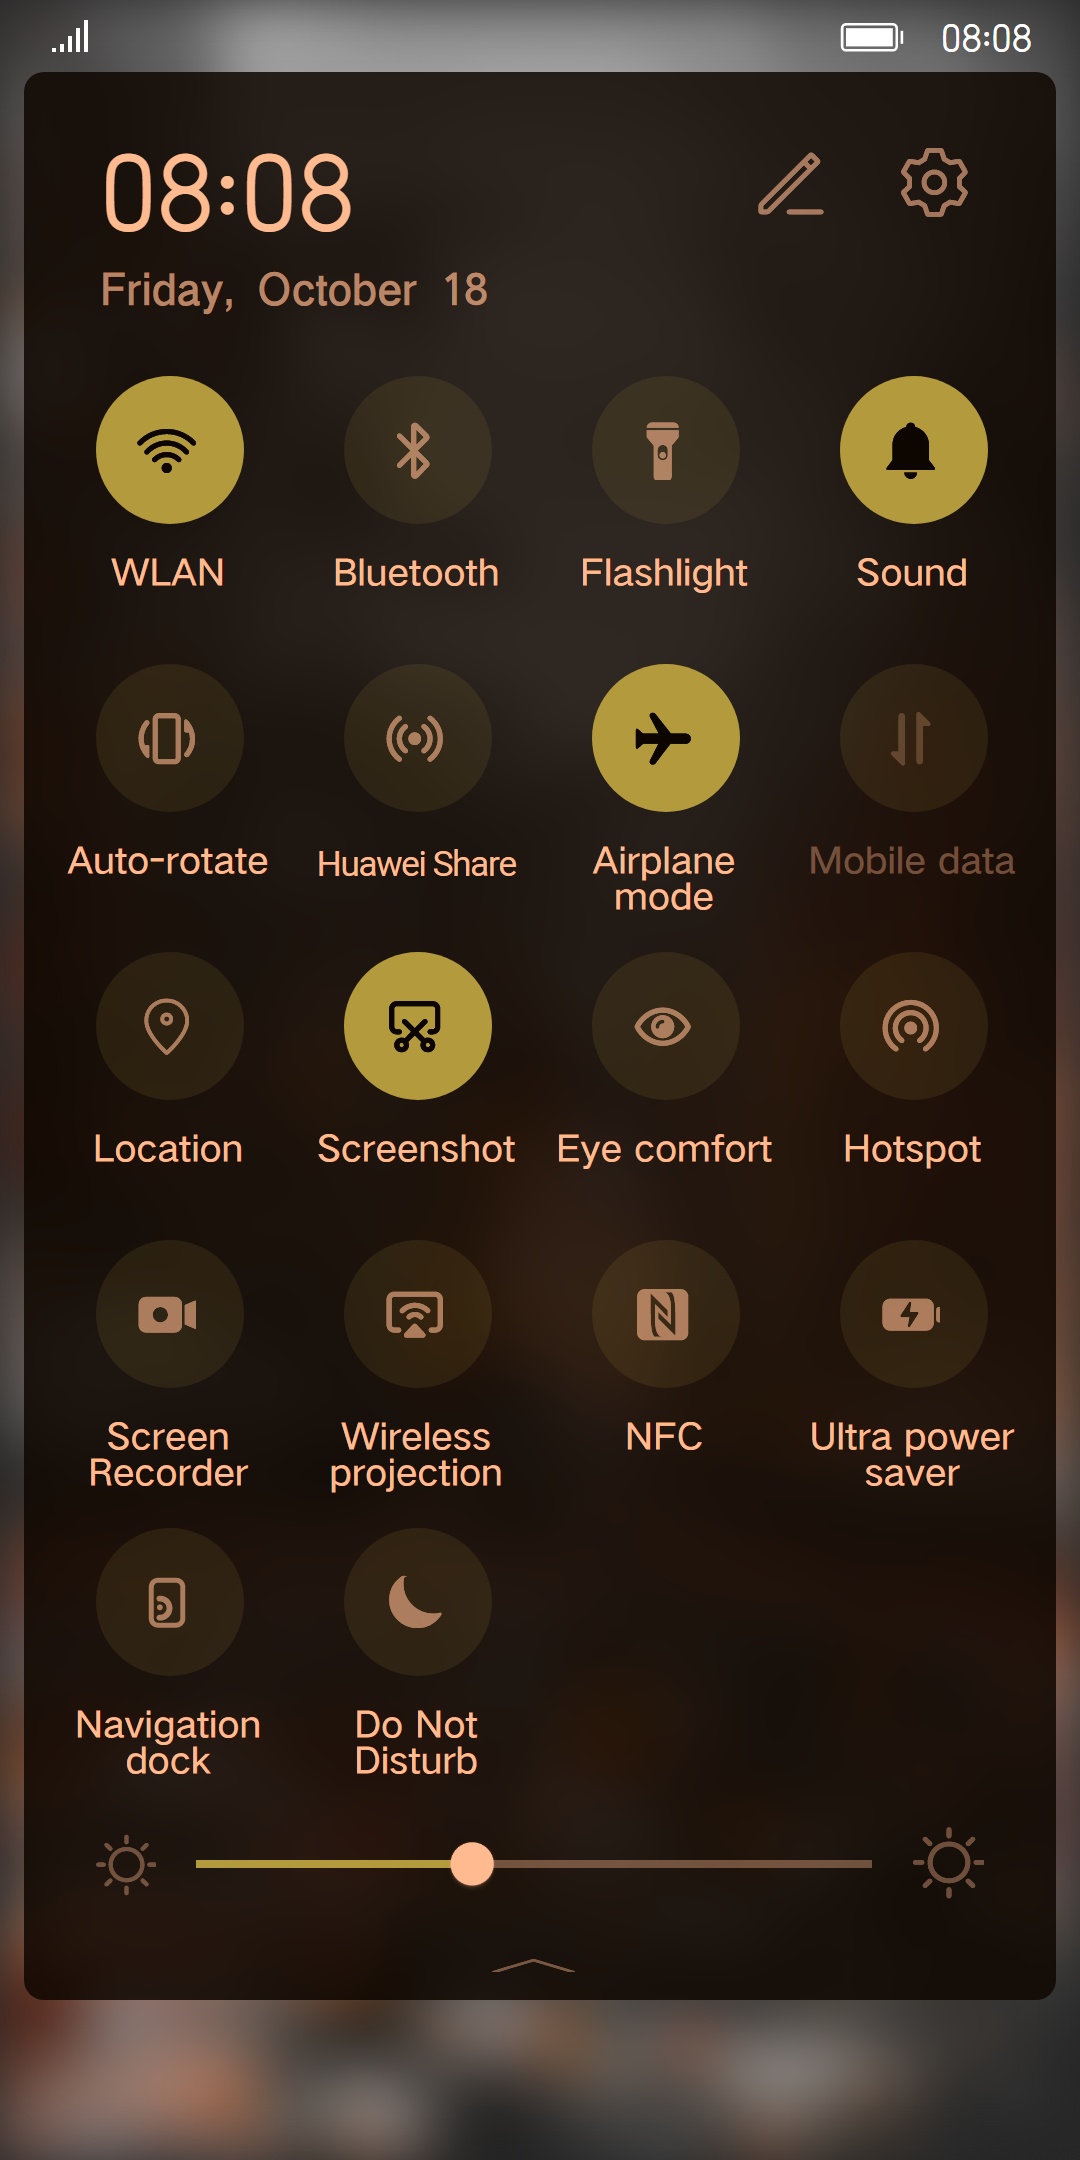 08:08
08:08
Friday, October 18
WLAN
Bluetooth
Flashlight
Sound
Auto-rotate
Huawei Share
Airplane
mode
Mobile data
Location
Screenshot
Eye comfort
Hotspot
Screen
Recorder
Wireless
projection
NFC
Ultra power
saver
Navigation
dock
Do Not
Disturb